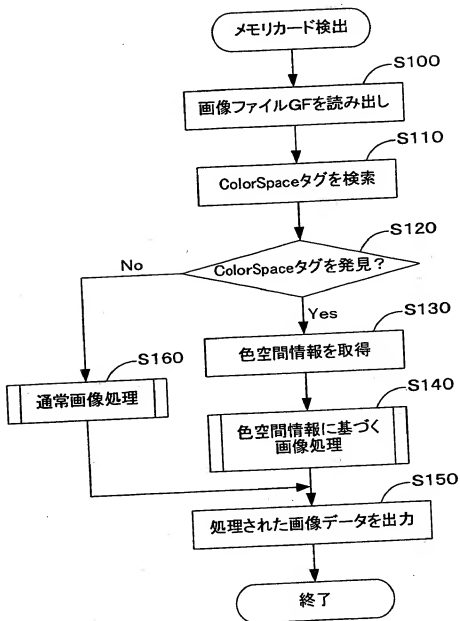 メモリカード検出
S100
画像ファイルGFを読み出し
S110
ColorSpaceタグを検索
S120
ColorSpaceタグを発見？
No
Yes
S130
色空間情報を取得
S160
通常画像処理
S140
色空間情報に基づく
画像処理
S150
処理された画像データを出力
終了